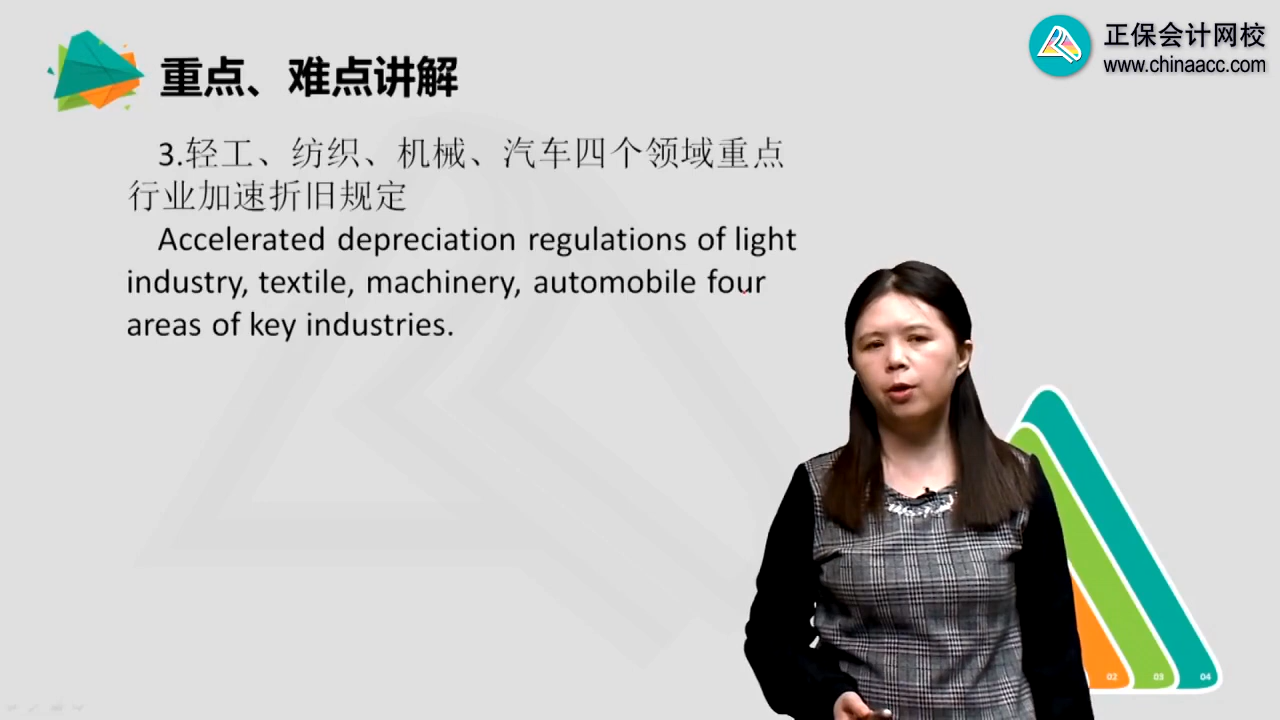 正保会计网校
www.chinaacc.com
重点、难点讲解
3.轻工、纺织、机械、汽车四个领域重点
行业加速折旧规定
Accelerated depreciation regulations of light
industry, textile, machinery, automobile four
areas of key industries.
02
03
04